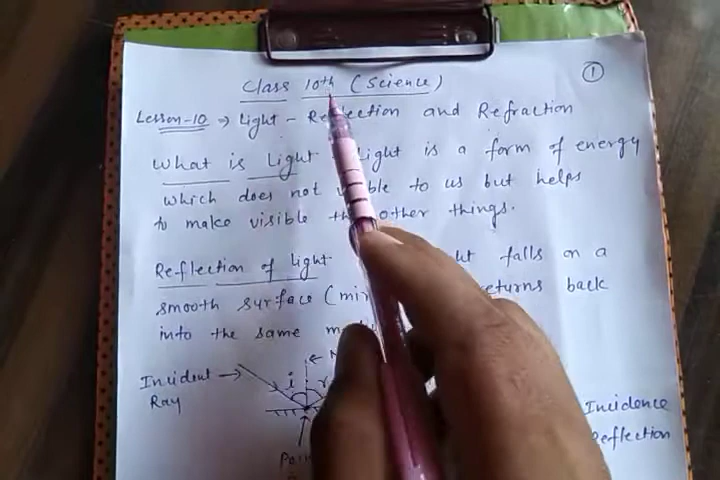 Class 10th (Science)
1
Lesson-10 → Light - Reflection and Refraction
What is Light Light is a form of energy
which does not visible to us but helps
to make visible the other things.
Reflection of light falls on a
smooth surface ( returns back
into the same
Incident
Ray
i
r
Incidence
Reflection